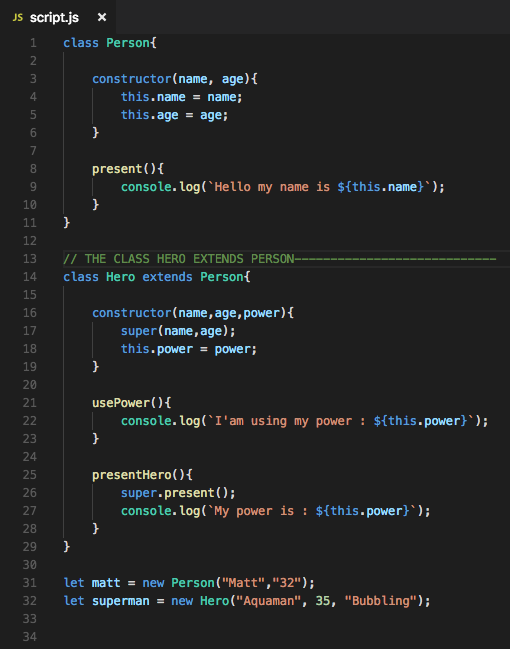 JS script.js ×
1 class Person{
2
3     constructor(name, age){
4         this.name = name;
5         this.age = age;
6     }
7
8     present(){
9         console.log(`Hello my name is ${this.name}`);
10     }
11 }
12
13 // THE CLASS HERO EXTENDS PERSON----------------------------
14 class Hero extends Person{
15
16     constructor(name,age,power){
17         super(name,age);
18         this.power = power;
19     }
20
21     usePower(){
22         console.log(`I'am using my power : ${this.power}`);
23     }
24
25     presentHero(){
26         super.present();
27         console.log(`My power is : ${this.power}`);
28     }
29 }
30
31 let matt = new Person("Matt","32");
32 let superman = new Hero("Aquaman", 35, "Bubbling");
33
34